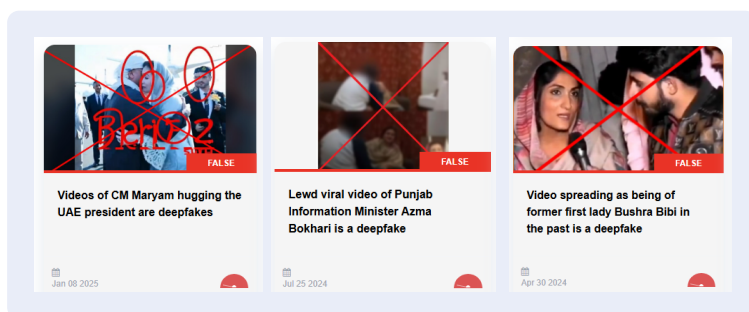 FALSE
Videos of CM Maryam hugging the
UAE president are deepfakes
Jan 08 2025
FALSE
Lewd viral video of Punjab
Information Minister Azma
Bokhari is a deepfake
Jul 25 2024
FALSE
Video spreading as being of
former first lady Bushra Bibi in
the past is a deepfake
Apr 30 2024